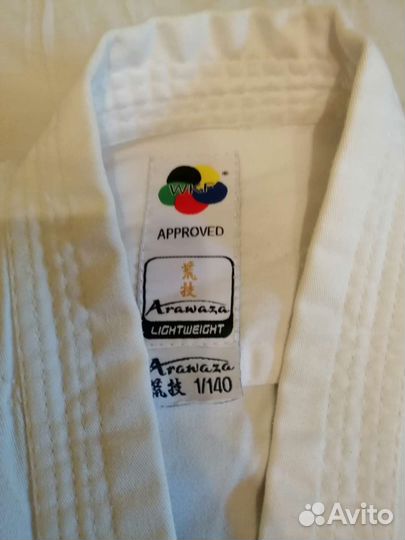 WKF
®
APPROVED
荒
技
Arawaza
LIGHTWEIGHT
Arawaza
荒技 1/140
Avito